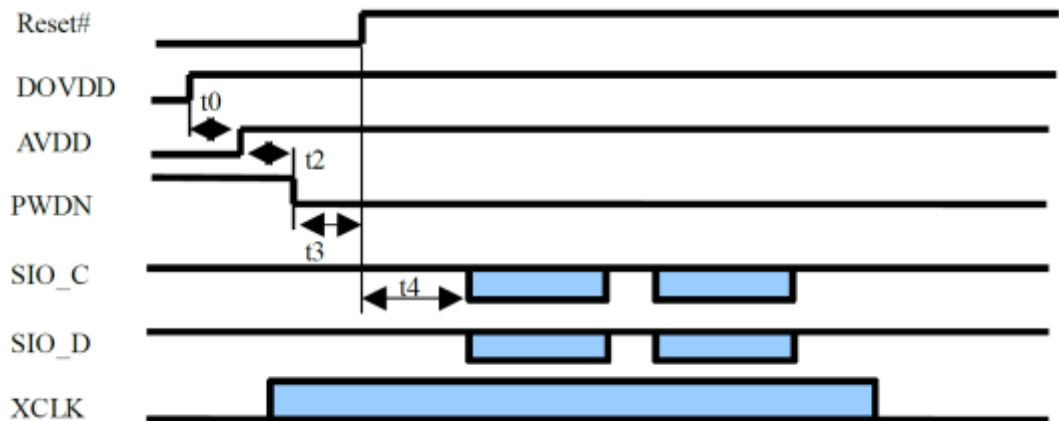 Reset#
DOVDD
t0
AVDD
t2
PWDN
t3
SIO_C
t4
SIO_D
XCLK